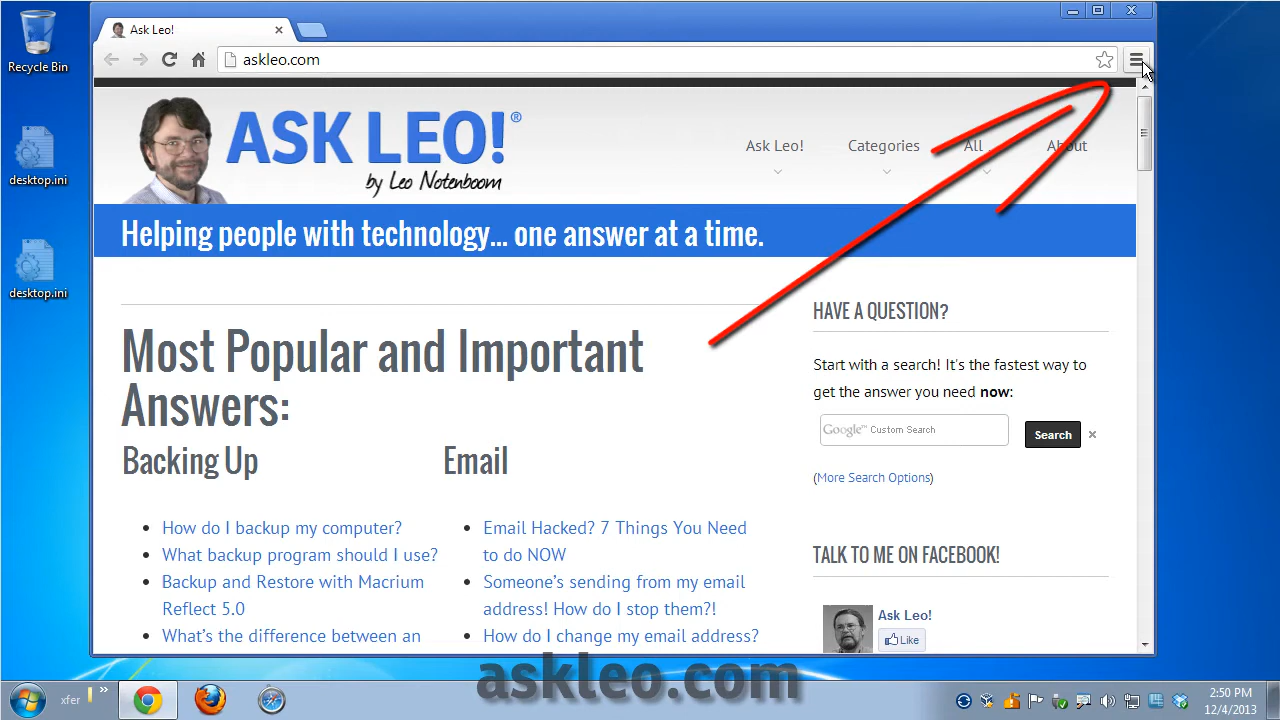 Recycle Bin
desktop.ini
desktop.ini
Ask Leo!
askleo.com
ASK LEO!®
by Leo Notenboom
Ask Leo!
Categories
All
About
Helping people with technology... one answer at a time.
Most Popular and Important
Answers:
Backing Up
How do I backup my computer?
What backup program should I use?
Backup and Restore with Macrium
Reflect 5.0
What's the difference between an
Email
Email Hacked? 7 Things You Need
to do NOW
Someone's sending from my email
address! How do I stop them?!
How do I change my email address?
HAVE A QUESTION?
Start with a search! It's the fastest way to
get the answer you need now:
Google™ Custom Search
Search
(More Search Options)
TALK TO ME ON FACEBOOK!
Ask Leo!
Like
askleo.com
xfer
2:50 PM
12/4/2013